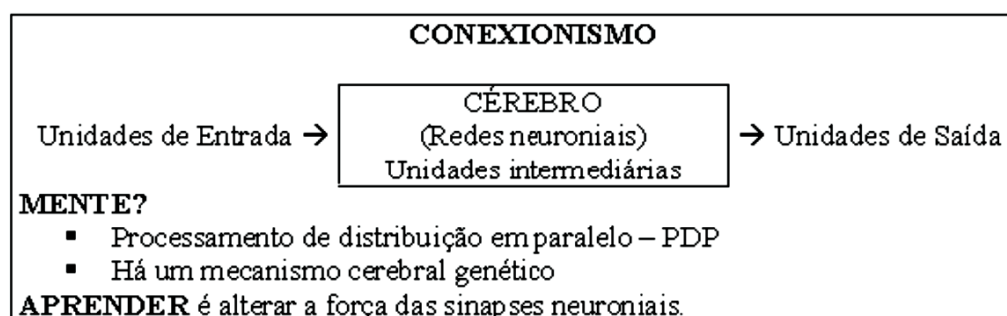 CONEXIONISMO
CÉREBRO
Unidades de Entrada → (Redes neuroniais) → Unidades de Saída
Unidades intermediárias
MENTE?
▪ Processamento de distribuição em paralelo – PDP
▪ Há um mecanismo cerebral genético
APRENDER é alterar a força das sinapses neuroniais.